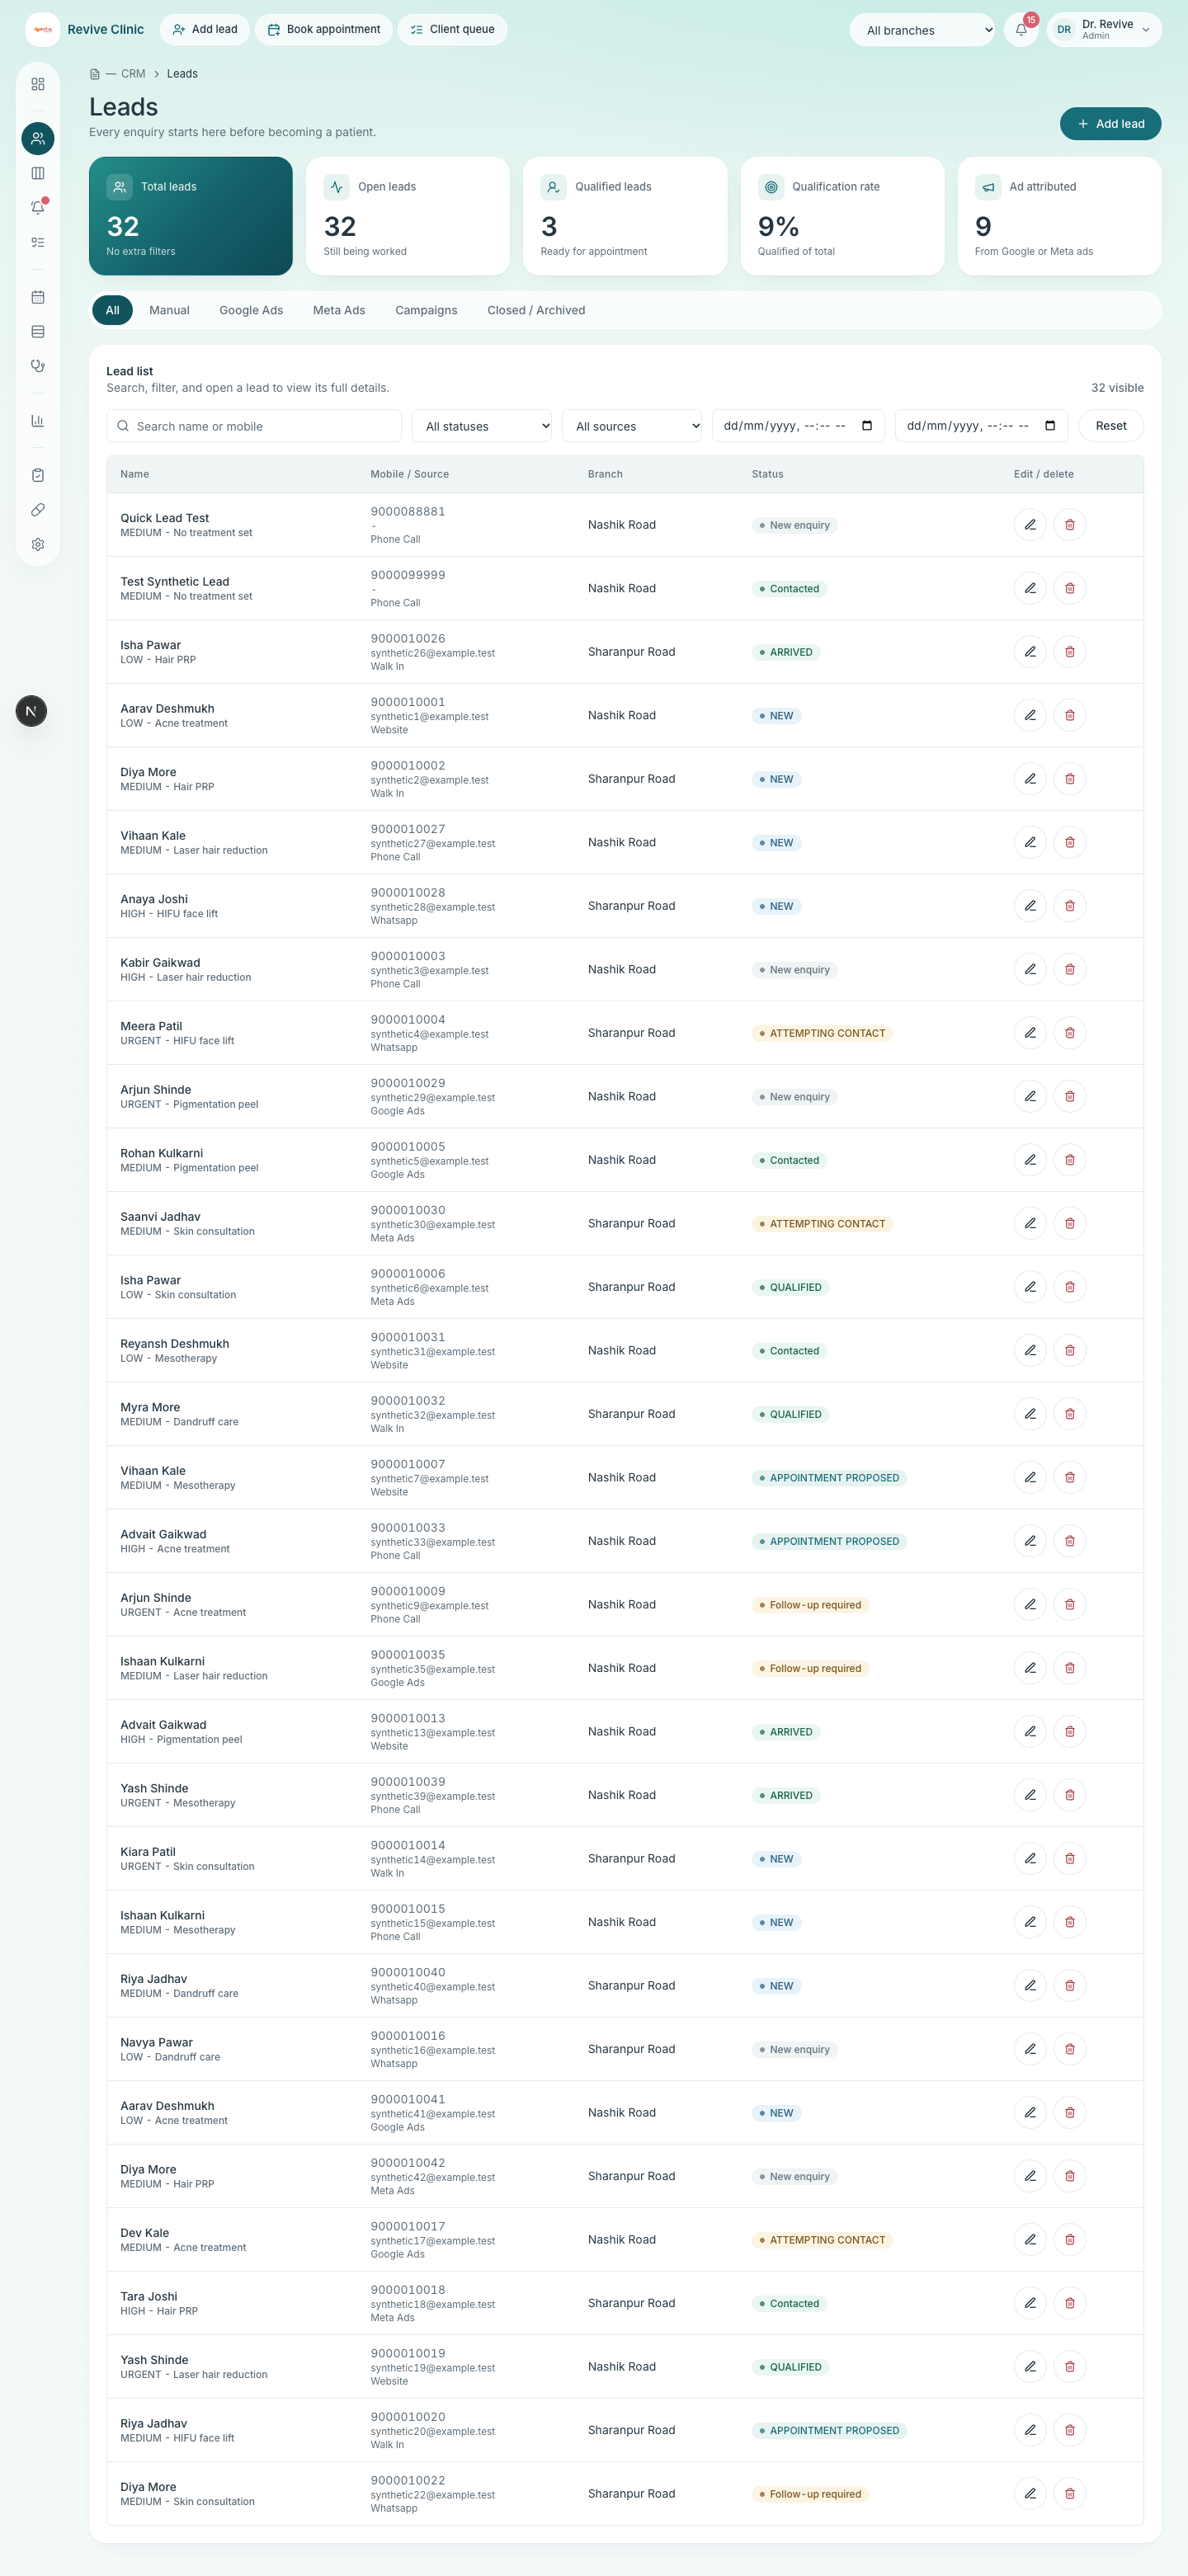 Revive Clinic
Add lead
Book appointment
Client queue
All branches
15
DR
Dr. Revive
Admin
— CRM > Leads
Leads
Every enquiry starts here before becoming a patient.
+ Add lead
Total leads
32
No extra filters
Open leads
32
Still being worked
Qualified leads
3
Ready for appointment
Qualification rate
9%
Qualified of total
Ad attributed
9
From Google or Meta ads
All
Manual
Google Ads
Meta Ads
Campaigns
Closed / Archived
Lead list
Search, filter, and open a lead to view its full details.
32 visible
Search name or mobile
All statuses
All sources
dd/mm/yyyy, --:-- --
dd/mm/yyyy, --:-- --
Reset
Name
Mobile / Source
Branch
Status
Edit / delete
Quick Lead Test
MEDIUM - No treatment set
9000088881
-
Phone Call
Nashik Road
New enquiry
Test Synthetic Lead
MEDIUM - No treatment set
9000099999
-
Phone Call
Nashik Road
Contacted
Isha Pawar
LOW - Hair PRP
9000010026
synthetic26@example.test
Walk In
Sharanpur Road
ARRIVED
Aarav Deshmukh
LOW - Acne treatment
9000010001
synthetic1@example.test
Website
Nashik Road
NEW
Diya More
MEDIUM - Hair PRP
9000010002
synthetic2@example.test
Walk In
Sharanpur Road
NEW
Vihaan Kale
MEDIUM - Laser hair reduction
9000010027
synthetic27@example.test
Phone Call
Nashik Road
NEW
Anaya Joshi
HIGH - HIFU face lift
9000010028
synthetic28@example.test
Whatsapp
Sharanpur Road
NEW
Kabir Gaikwad
HIGH - Laser hair reduction
9000010003
synthetic3@example.test
Phone Call
Nashik Road
New enquiry
Meera Patil
URGENT - HIFU face lift
9000010004
synthetic4@example.test
Whatsapp
Sharanpur Road
ATTEMPTING CONTACT
Arjun Shinde
URGENT - Pigmentation peel
9000010029
synthetic29@example.test
Google Ads
Nashik Road
New enquiry
Rohan Kulkarni
MEDIUM - Pigmentation peel
9000010005
synthetic5@example.test
Google Ads
Nashik Road
Contacted
Saanvi Jadhav
MEDIUM - Skin consultation
9000010030
synthetic30@example.test
Meta Ads
Sharanpur Road
ATTEMPTING CONTACT
Isha Pawar
LOW - Skin consultation
9000010006
synthetic6@example.test
Meta Ads
Sharanpur Road
QUALIFIED
Reyansh Deshmukh
LOW - Mesotherapy
9000010031
synthetic31@example.test
Website
Nashik Road
Contacted
Myra More
MEDIUM - Dandruff care
9000010032
synthetic32@example.test
Walk In
Sharanpur Road
QUALIFIED
Vihaan Kale
MEDIUM - Mesotherapy
9000010007
synthetic7@example.test
Website
Nashik Road
APPOINTMENT PROPOSED
Advait Gaikwad
HIGH - Acne treatment
9000010033
synthetic33@example.test
Phone Call
Nashik Road
APPOINTMENT PROPOSED
Arjun Shinde
URGENT - Acne treatment
9000010009
synthetic9@example.test
Phone Call
Nashik Road
Follow-up required
Ishaan Kulkarni
MEDIUM - Laser hair reduction
9000010035
synthetic35@example.test
Google Ads
Nashik Road
Follow-up required
Advait Gaikwad
HIGH - Pigmentation peel
9000010013
synthetic13@example.test
Website
Nashik Road
ARRIVED
Yash Shinde
URGENT - Mesotherapy
9000010039
synthetic39@example.test
Phone Call
Nashik Road
ARRIVED
Kiara Patil
URGENT - Skin consultation
9000010014
synthetic14@example.test
Walk In
Sharanpur Road
NEW
Ishaan Kulkarni
MEDIUM - Mesotherapy
9000010015
synthetic15@example.test
Phone Call
Nashik Road
NEW
Riya Jadhav
MEDIUM - Dandruff care
9000010040
synthetic40@example.test
Whatsapp
Sharanpur Road
NEW
Navya Pawar
LOW - Dandruff care
9000010016
synthetic16@example.test
Whatsapp
Sharanpur Road
New enquiry
Aarav Deshmukh
LOW - Acne treatment
9000010041
synthetic41@example.test
Google Ads
Nashik Road
NEW
Diya More
MEDIUM - Hair PRP
9000010042
synthetic42@example.test
Meta Ads
Sharanpur Road
New enquiry
Dev Kale
MEDIUM - Acne treatment
9000010017
synthetic17@example.test
Google Ads
Nashik Road
ATTEMPTING CONTACT
Tara Joshi
HIGH - Hair PRP
9000010018
synthetic18@example.test
Meta Ads
Sharanpur Road
Contacted
Yash Shinde
URGENT - Laser hair reduction
9000010019
synthetic19@example.test
Website
Nashik Road
QUALIFIED
Riya Jadhav
MEDIUM - HIFU face lift
9000010020
synthetic20@example.test
Walk In
Sharanpur Road
APPOINTMENT PROPOSED
Diya More
MEDIUM - Skin consultation
9000010022
synthetic22@example.test
Whatsapp
Sharanpur Road
Follow-up required